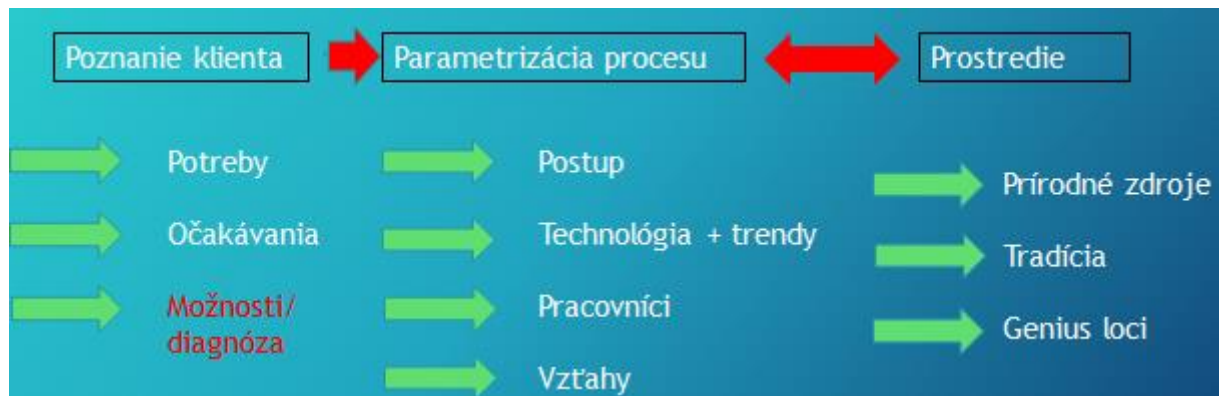 Poznanie klienta
Parametrizácia procesu
Prostredie
Potreby
Očakávania
Možnosti/
diagnóza
Postup
Technológia + trendy
Pracovníci
Vzťahy
Prírodné zdroje
Tradícia
Genius loci